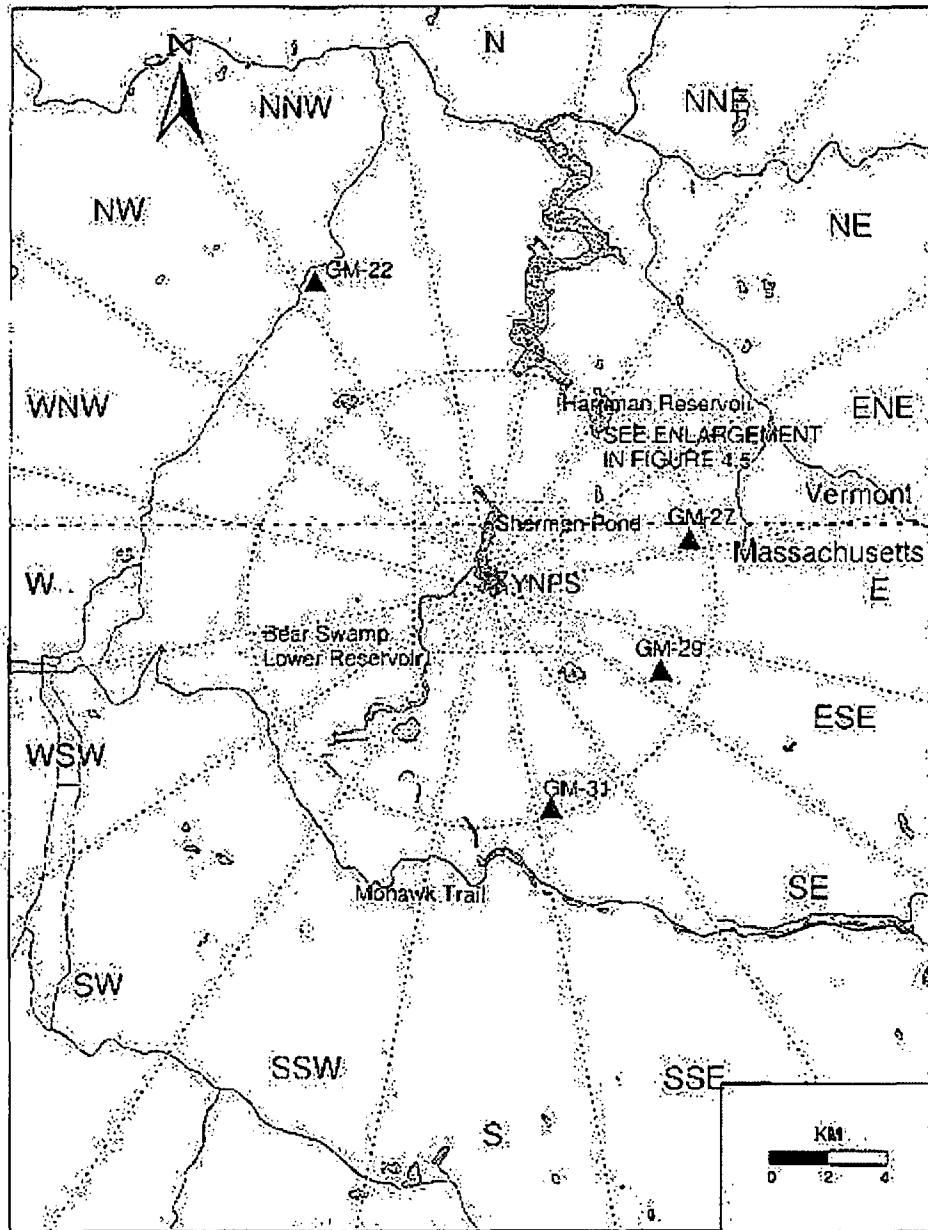 N
N
NNW
NNE
NW
NE
GM-22
WNW
ENE
Harriman Reservoir
SEE ENLARGEMENT
IN FIGURE 4.5
Vermont
Sherman Pond
GM-27
Massachusetts
W
E
YNPS
Bear Swamp
Lower Reservoir
GM-29
WSW
ESE
GM-31
Mohawk Trail
SE
SW
SSW
SSE
S
KM
0 2 4